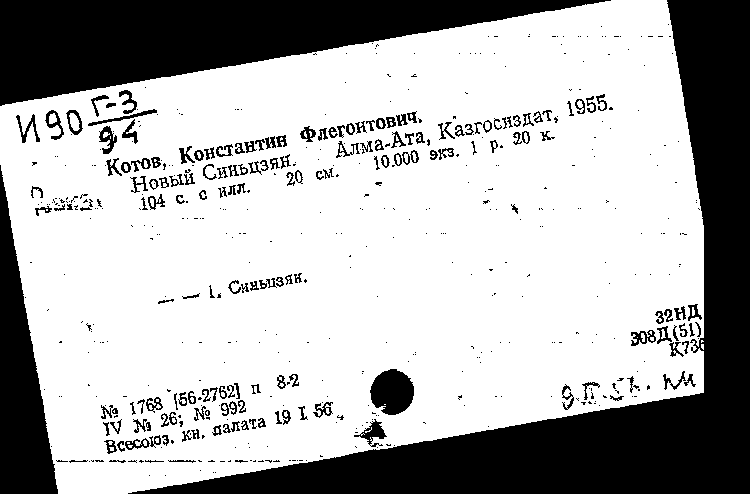 И90 Г-3
94
Котов, Константин Флегонтович.
Новый Синьцзян. Алма-Ата, Казгосиздат, 1955.
104 с. с илл. 20 см. 10.000 экз. 1 р. 20 к.
— — 1. Синьцзян.
32НД
Э08Д(51)
К736
№ 1768 [56-2762] п 8-2
IV № 26; № 992
Всесоюз. кн. палата 19 I 56